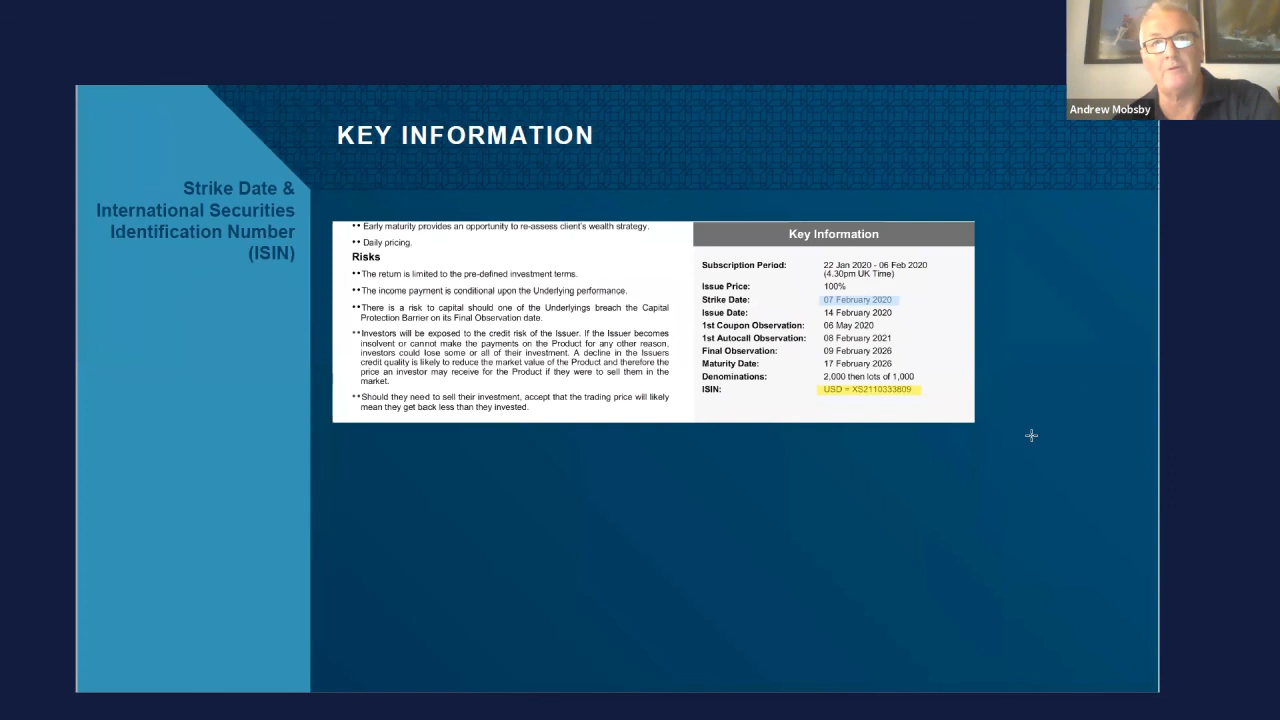 Andrew Mobsby
KEY INFORMATION
Strike Date &
International Securities
Identification Number
(ISIN)
•• Early maturity provides an opportunity to re-assess client's wealth strategy.
•• Daily pricing.
Risks
•• The return is limited to the pre-defined investment terms.
•• The income payment is conditional upon the Underlying performance.
•• There is a risk to capital should one of the Underlyings breach the Capital
Protection Barrier on its Final Observation date.
•• Investors will be exposed to the credit risk of the Issuer. If the Issuer becomes
insolvent or cannot make the payments on the Product for any other reason,
investors could lose some or all of their investment. A decline in the Issuers
credit quality is likely to reduce the market value of the Product and therefore the
price an investor may receive for the Product if they were to sell them in the
market.
•• Should they need to sell their investment, accept that the trading price will likely
mean they get back less than they invested.
Key Information
Subscription Period: 22 Jan 2020 - 06 Feb 2020
(4.30pm UK Time)
Issue Price: 100%
Strike Date: 07 February 2020
Issue Date: 14 February 2020
1st Coupon Observation: 06 May 2020
1st Autocall Observation: 08 February 2021
Final Observation: 09 February 2026
Maturity Date: 17 February 2026
Denominations: 2,000 then lots of 1,000
ISIN: USD = XS2110333809